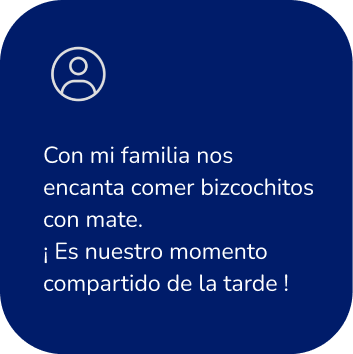 Con mi familia nos
encanta comer bizcochitos
con mate.
¡ Es nuestro momento
compartido de la tarde !